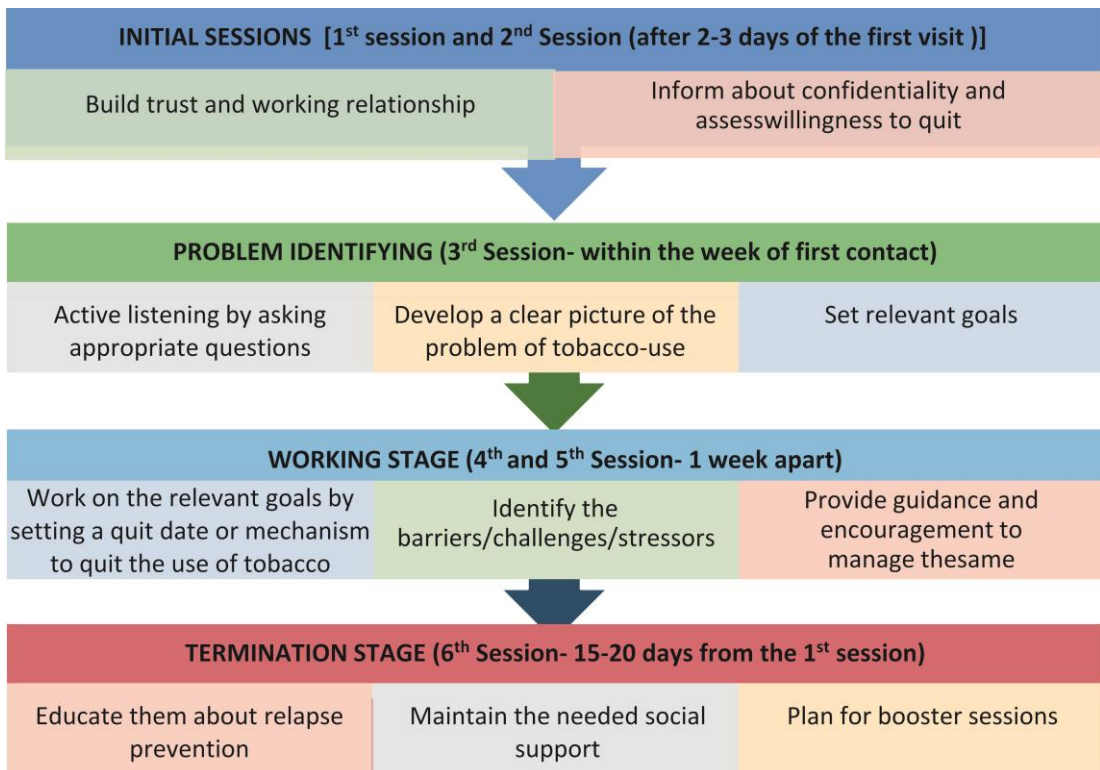 INITIAL SESSIONS [1st session and 2nd Session (after 2-3 days of the first visit )]
Build trust and working relationship
Inform about confidentiality and
assesswillingness to quit
PROBLEM IDENTIFYING (3rd Session- within the week of first contact)
Active listening by asking
appropriate questions
Develop a clear picture of the
problem of tobacco-use
Set relevant goals
WORKING STAGE (4th and 5th Session- 1 week apart)
Work on the relevant goals by
setting a quit date or mechanism
to quit the use of tobacco
Identify the
barriers/challenges/stressors
Provide guidance and
encouragement to
manage thesame
TERMINATION STAGE (6th Session- 15-20 days from the 1st session)
Educate them about relapse
prevention
Maintain the needed social
support
Plan for booster sessions